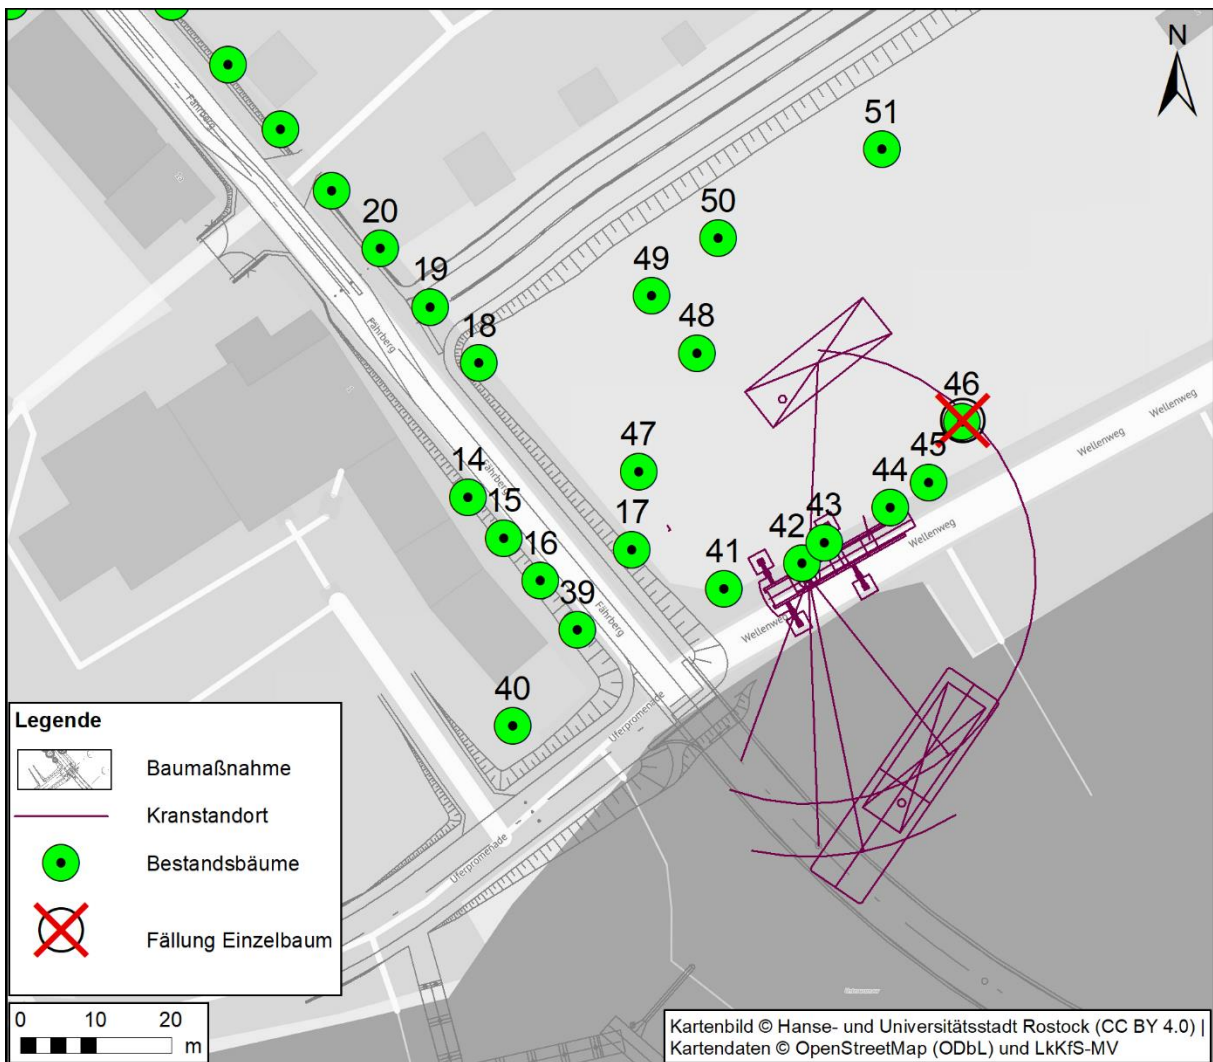 N
51
50
20
49
19
Fährberg
Fährberg
18
48
46
Wellenweg
Wellenweg
47
45
14
Fährberg
44
15
43
Wellenweg
17
42
16
41
39
Fährberg
Wellenweg
40
Uferpromenade
Uferpromenade
Legende
Baumaßnahme
Kranstandort
Bestandsbäume
Fällung Einzelbaum
0 10 20
m
Kartenbild © Hanse- und Universitätsstadt Rostock (CC BY 4.0) |
Kartendaten © OpenStreetMap (ODbL) und LkKfS-MV